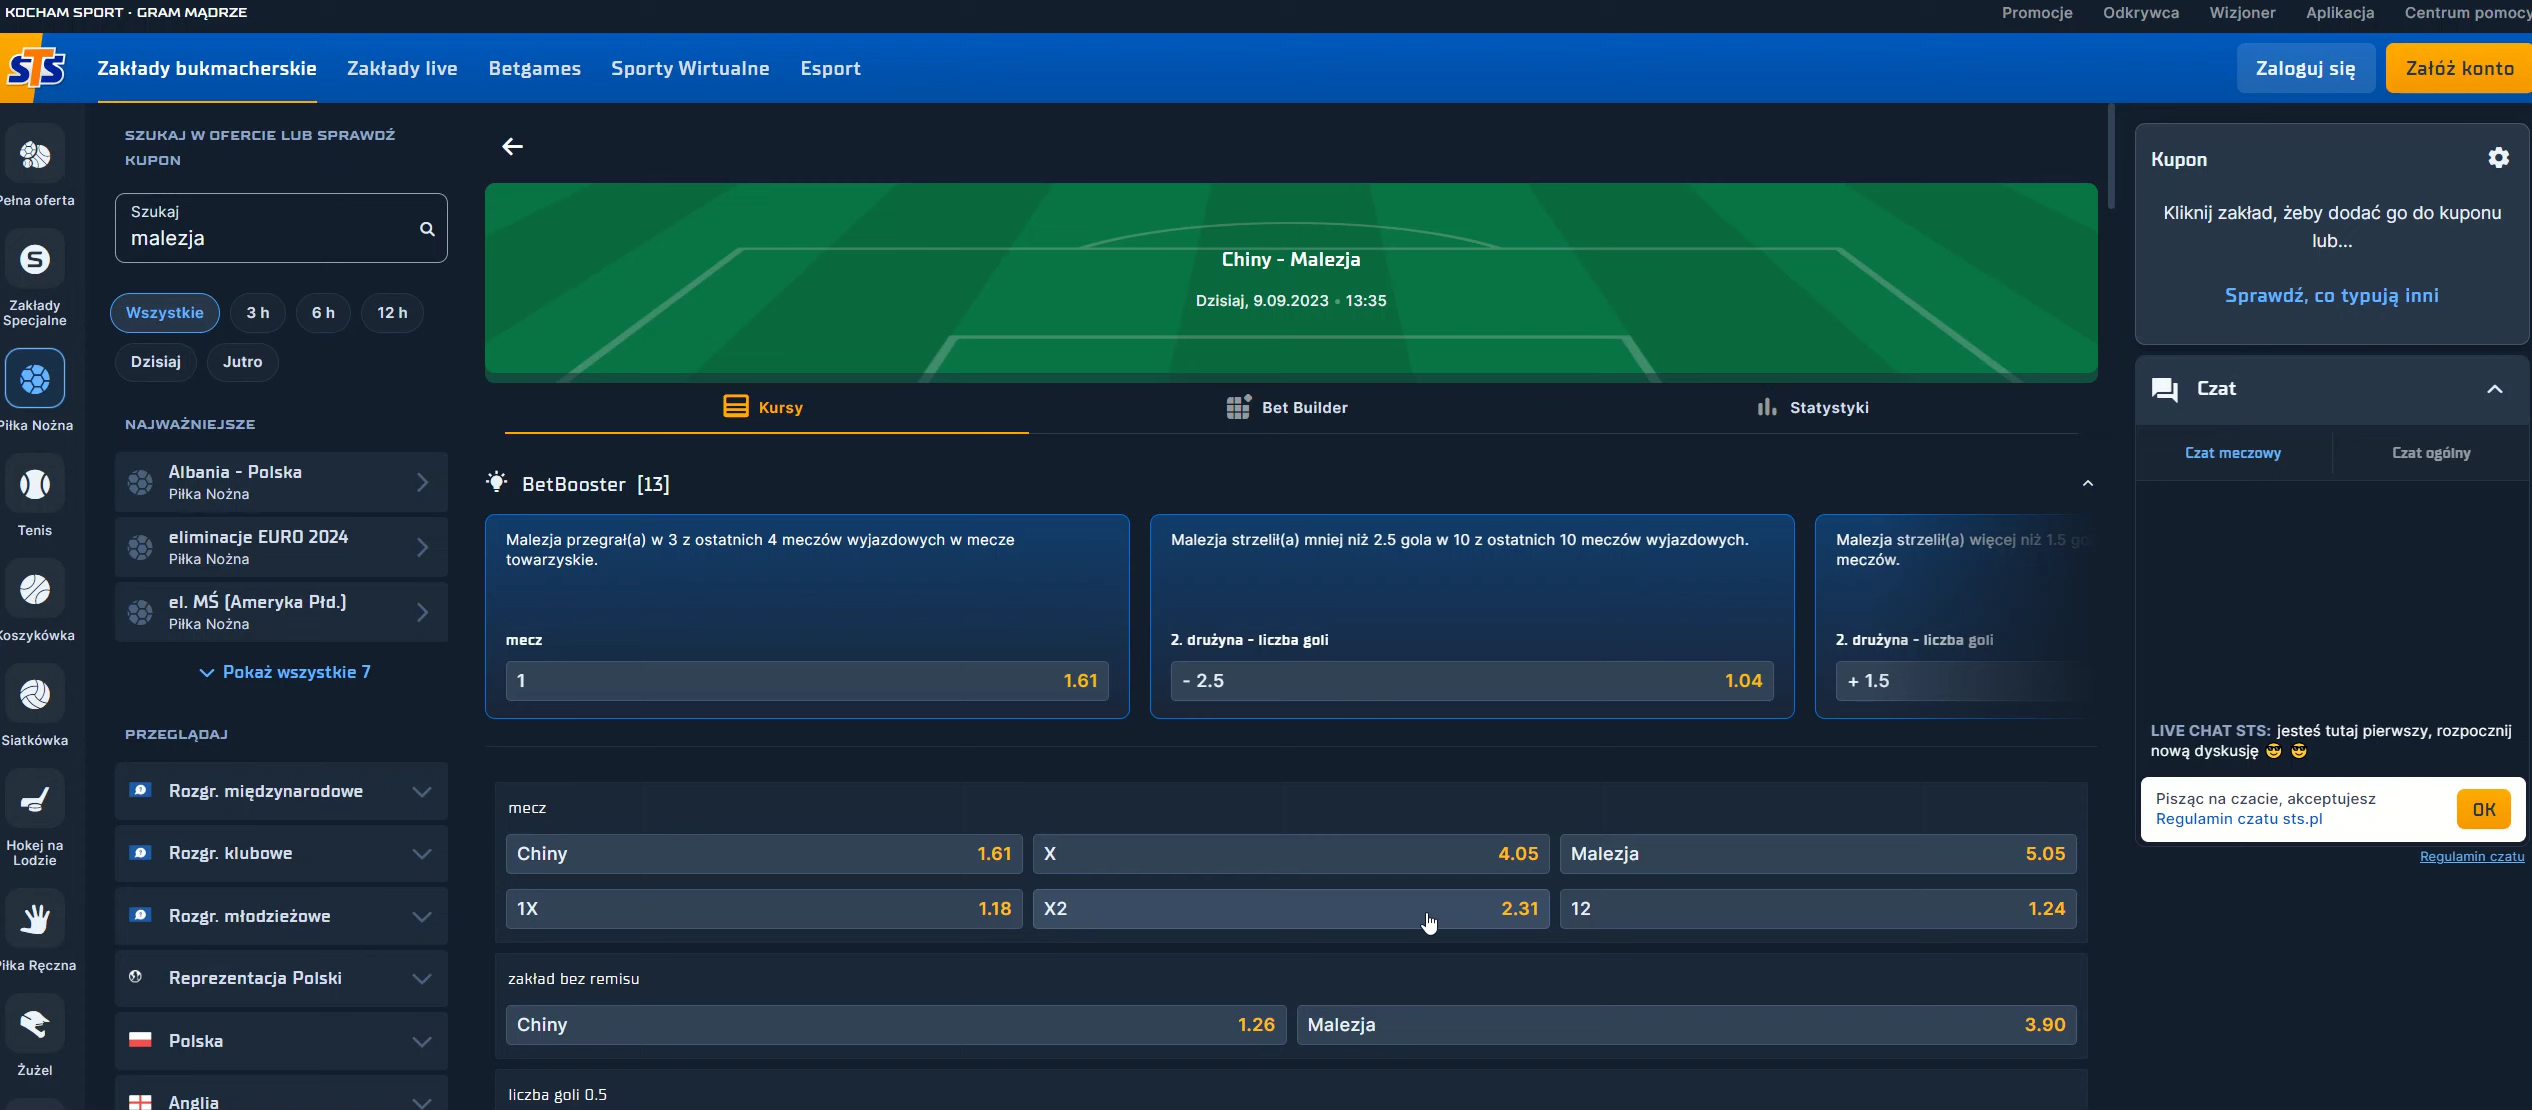 KOCHAM SPORT · GRAM MĄDRZE
Promocje
Odkrywca
Wizjoner
Aplikacja
Centrum pomocy
STS
Zakłady bukmacherskie
Zakłady live
Betgames
Sporty Wirtualne
Esport
Zaloguj się
Załóż konto
Pełna oferta
Zakłady
Specjalne
Piłka Nożna
Tenis
Koszykówka
Siatkówka
Hokej na
Lodzie
Piłka Ręczna
Żużel
SZUKAJ W OFERCIE LUB SPRAWDŹ
KUPON
Szukaj
malezja
Wszystkie
3 h
6 h
12 h
Dzisiaj
Jutro
NAJWAŻNIEJSZE
Albania - Polska
Piłka Nożna
eliminacje EURO 2024
Piłka Nożna
el. MŚ (Ameryka Płd.)
Piłka Nożna
Pokaż wszystkie 7
PRZEGLĄDAJ
Rozgr. międzynarodowe
Rozgr. klubowe
Rozgr. młodzieżowe
Reprezentacja Polski
Polska
Anglia
Chiny - Malezja
Dzisiaj, 9.09.2023 • 13:35
Kursy
Bet Builder
Statystyki
BetBooster [13]
Malezja przegrał(a) w 3 z ostatnich 4 meczów wyjazdowych w mecze
towarzyskie.
mecz
1 1.61
Malezja strzelił(a) mniej niż 2.5 gola w 10 z ostatnich 10 meczów wyjazdowych.
2. drużyna - liczba goli
- 2.5 1.04
Malezja strzelił(a) więcej niż 1.5 go
meczów.
2. drużyna - liczba goli
+ 1.5
mecz
Chiny 1.61
X 4.05
Malezja 5.05
1X 1.18
X2 2.31
12 1.24
zakład bez remisu
Chiny 1.26
Malezja 3.90
liczba goli 0.5
Kupon
Kliknij zakład, żeby dodać go do kuponu
lub...
Sprawdź, co typują inni
Czat
Czat meczowy
Czat ogólny
LIVE CHAT STS: jesteś tutaj pierwszy, rozpocznij
nową dyskusję 😎 😎
Pisząc na czacie, akceptujesz
Regulamin czatu sts.pl
OK
Regulamin czatu